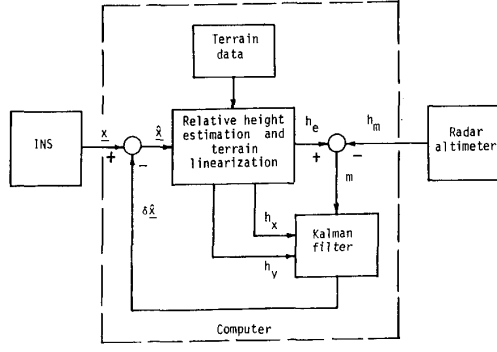 Terrain
data
INS
x
+
−
x̂
Relative height
estimation and
terrain
linearization
h_e
+
−
h_m
Radar
altimeter
m
δx̂
h_x
h_y
Kalman
filter
Computer